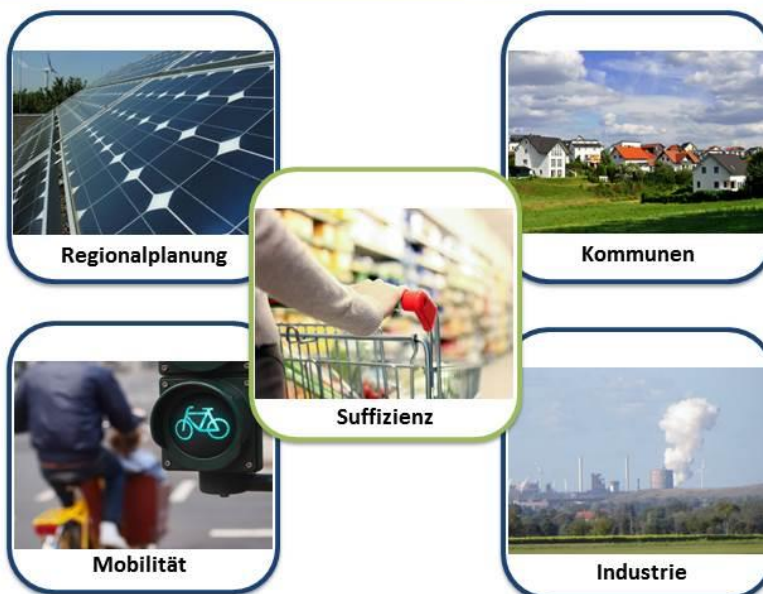 Regionalplanung
Kommunen
Suffizienz
Mobilität
Industrie